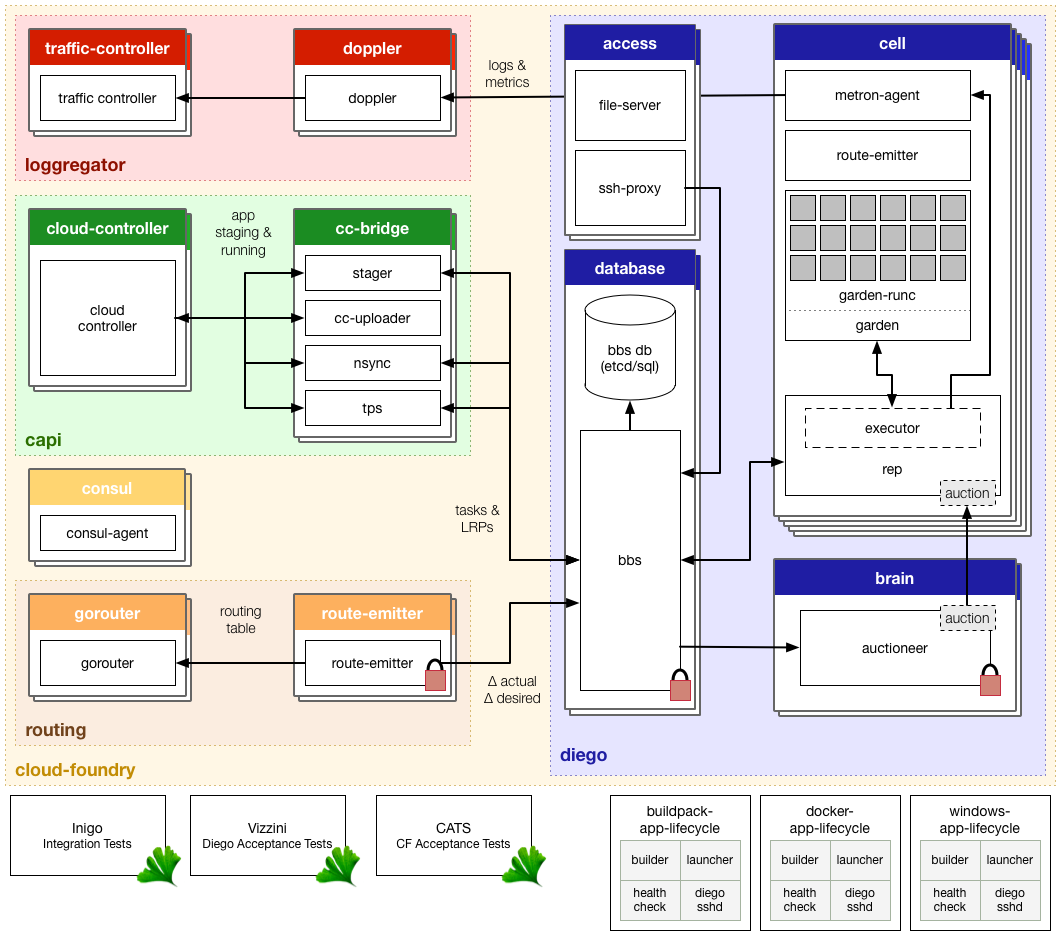 traffic-controller
traffic controller
doppler
doppler
logs &
metrics
loggregator
cloud-controller
cloud
controller
app
staging &
running
cc-bridge
stager
cc-uploader
nsync
tps
capi
consul
consul-agent
tasks &
LRPs
gorouter
gorouter
routing
table
route-emitter
route-emitter
Δ actual
Δ desired
routing
cloud-foundry
access
file-server
ssh-proxy
database
bbs db
(etcd/sql)
bbs
cell
metron-agent
route-emitter
garden-runc
garden
executor
rep
auction
brain
auction
auctioneer
diego
Inigo
Integration Tests
Vizzini
Diego Acceptance Tests
CATS
CF Acceptance Tests
buildpack-
app-lifecycle
builder
launcher
health
check
diego
sshd
docker-
app-lifecycle
builder
launcher
health
check
diego
sshd
windows-
app-lifecycle
builder
launcher
health
check
diego
sshd